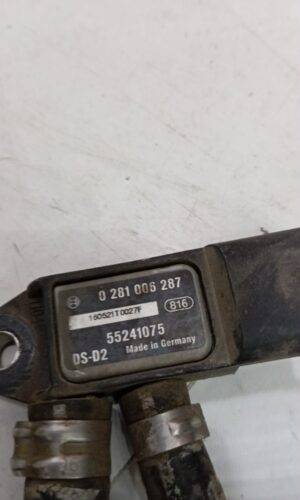 0 281 006 287
160521T0027F
816
55241075
DS-D2
Made in Germany